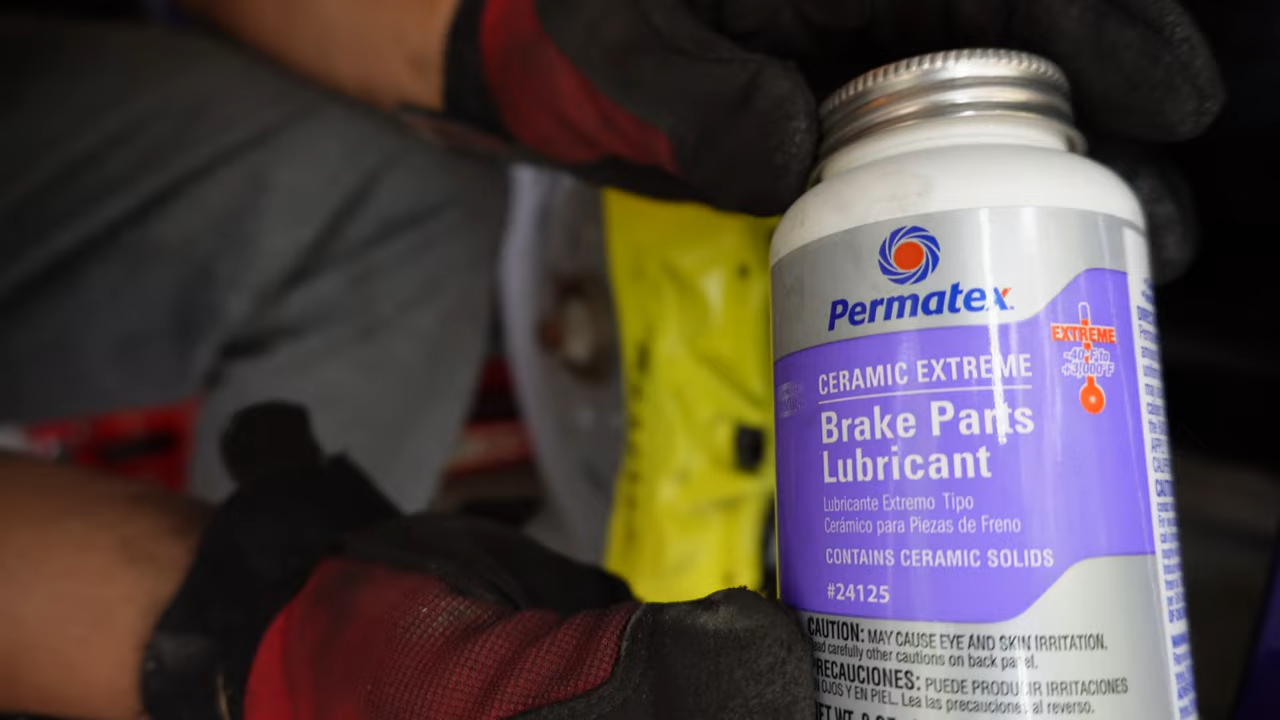 Permatex
EXTREME
-40°F to
+3,000°F
CERAMIC EXTREME
Brake Parts
Lubricant
Lubricante Extremo Tipo
Cerámico para Piezas de Freno
CONTAINS CERAMIC SOLIDS
#24125
CAUTION: MAY CAUSE EYE AND SKIN IRRITATION.
carefully other cautions on back panel.
PRECAUCIONES: PUEDE PRODUCIR IRRITACIONES
OJOS Y EN PIEL. Lea las precauciones al reverso.
WT. 8